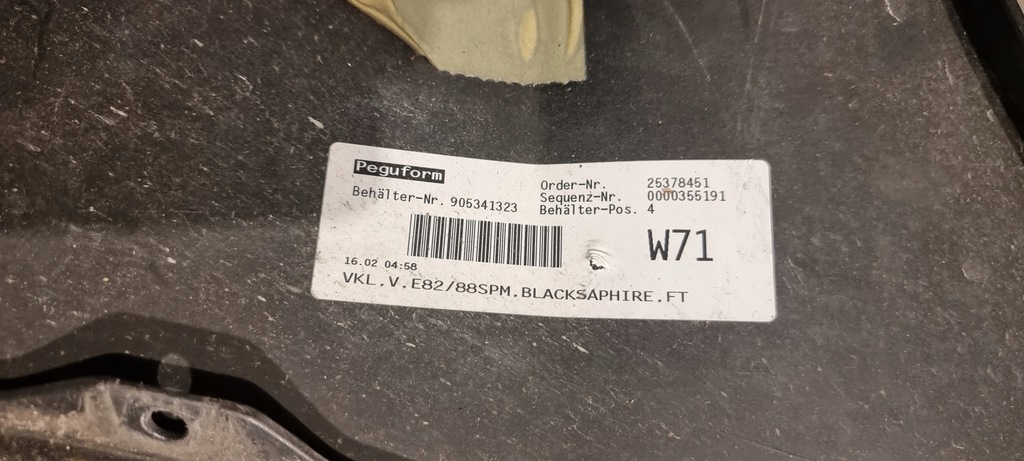 Peguform
Behälter-Nr. 905341323
Order-Nr. 25378451
Sequenz-Nr. 0000355191
Behälter-Pos. 4
W71
16.02 04:58
VKL.V.E82/88SPM.BLACKSAPHIRE.FT